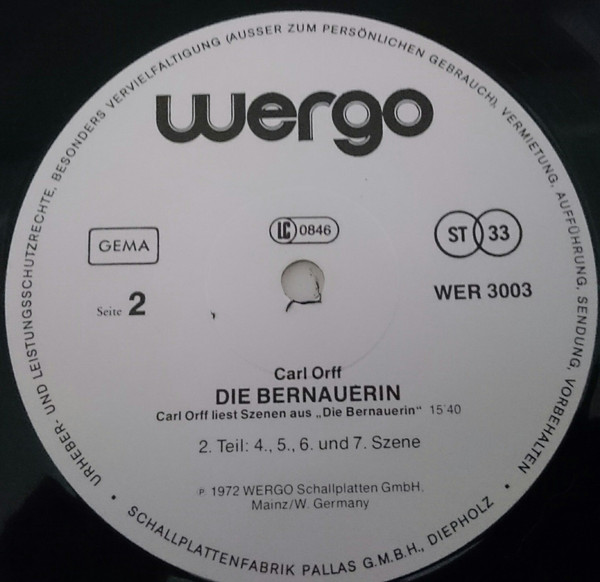 URHEBER- UND LEISTUNGSSCHUTZRECHTE, BESONDERS VERVIELFÄLTIGUNG (AUSSER ZUM PERSÖNLICHEN GEBRAUCH), VERMIETUNG, AUFFÜHRUNG, SENDUNG, VORBEHALTEN
wergo
GEMA
LC 0846
ST 33
Seite 2
WER 3003
Carl Orff
DIE BERNAUERIN
Carl Orff liest Szenen aus „Die Bernauerin“ 15'40
2. Teil: 4., 5., 6. und 7. Szene
℗ 1972 WERGO Schallplatten GmbH,
Mainz/W. Germany
• SCHALLPLATTENFABRIK PALLAS G.M.B.H., DIEPHOLZ •